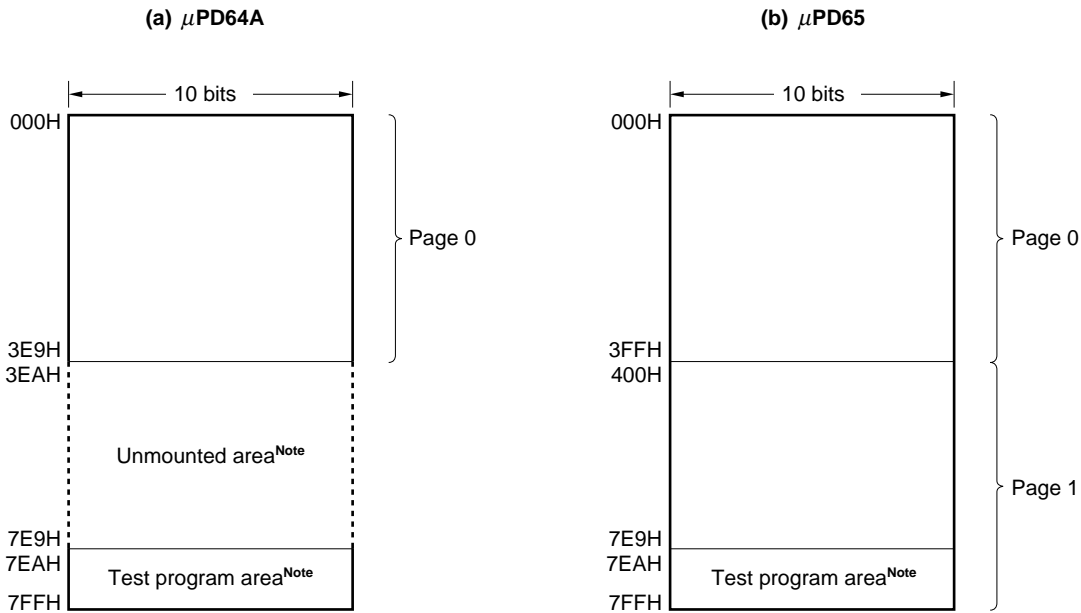 (a) μPD64A
10 bits
000H
Page 0
3E9H
3EAH
Unmounted areaNote
7E9H
7EAH
Test program areaNote
7FFH
(b) μPD65
10 bits
000H
Page 0
3FFH
400H
Page 1
7E9H
7EAH
Test program areaNote
7FFH